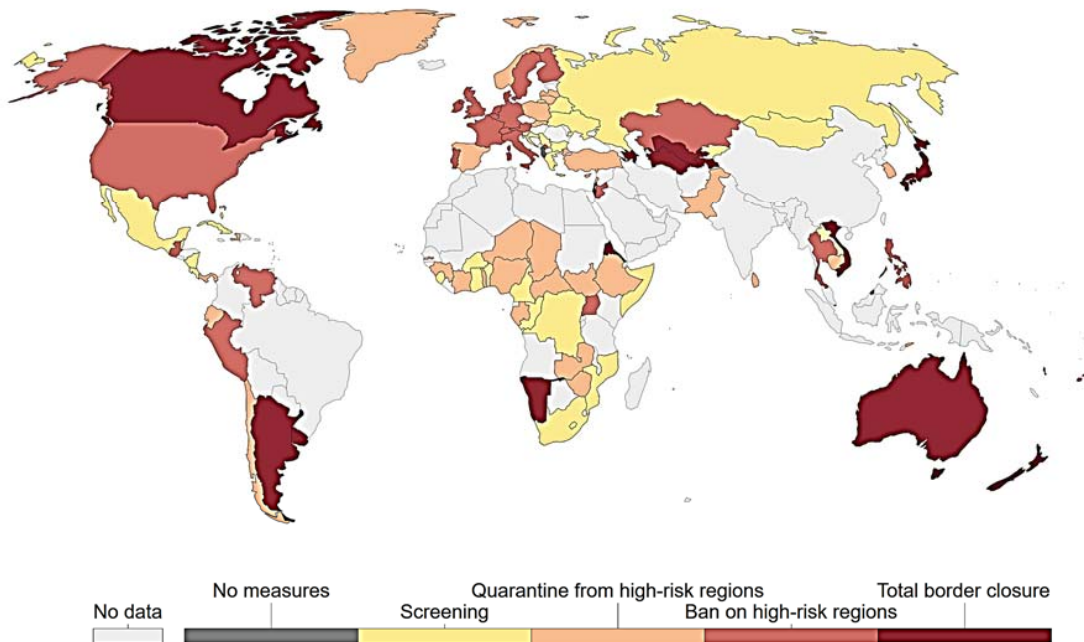 No measures
Quarantine from high-risk regions
Total border closure
No data
Screening
Ban on high-risk regions